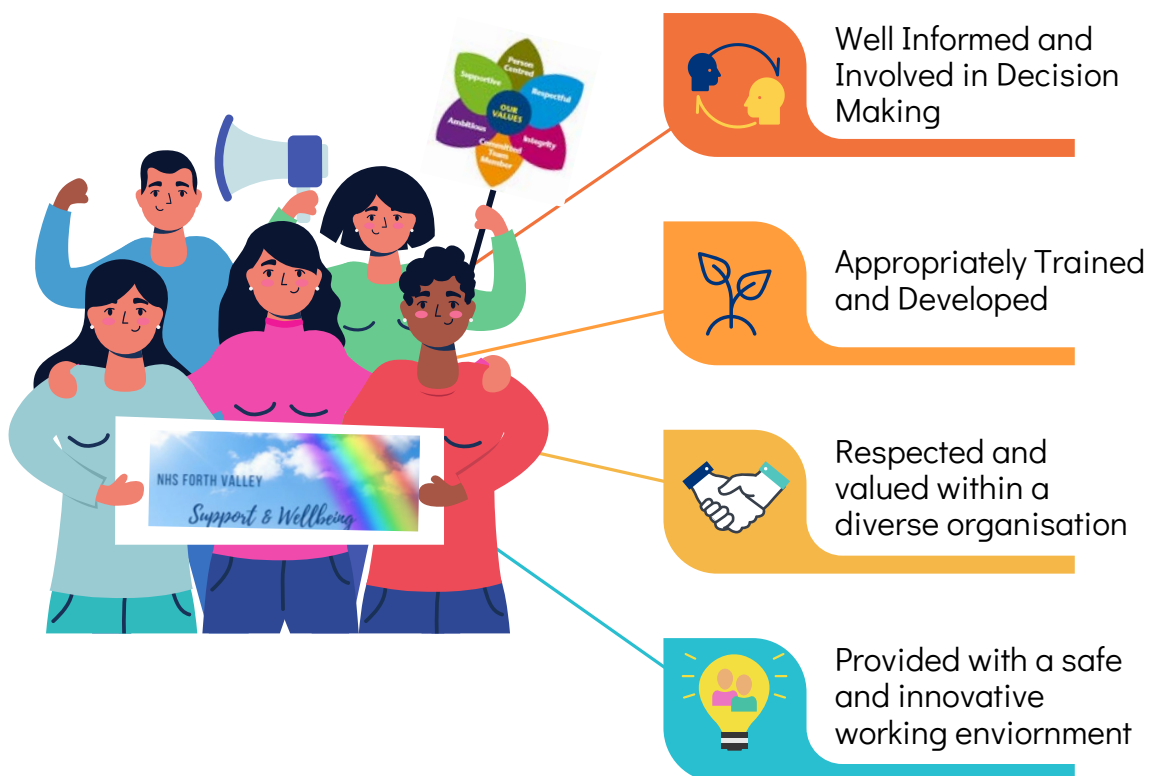 Person
Centred
Supportive
Respectful
OUR
VALUES
Ambitious
Integrity
Committed
Team
Member
NHS FORTH VALLEY
Support & Wellbeing
Well Informed and
Involved in Decision
Making
Appropriately Trained
and Developed
Respected and
valued within a
diverse organisation
Provided with a safe
and innovative
working enviornment